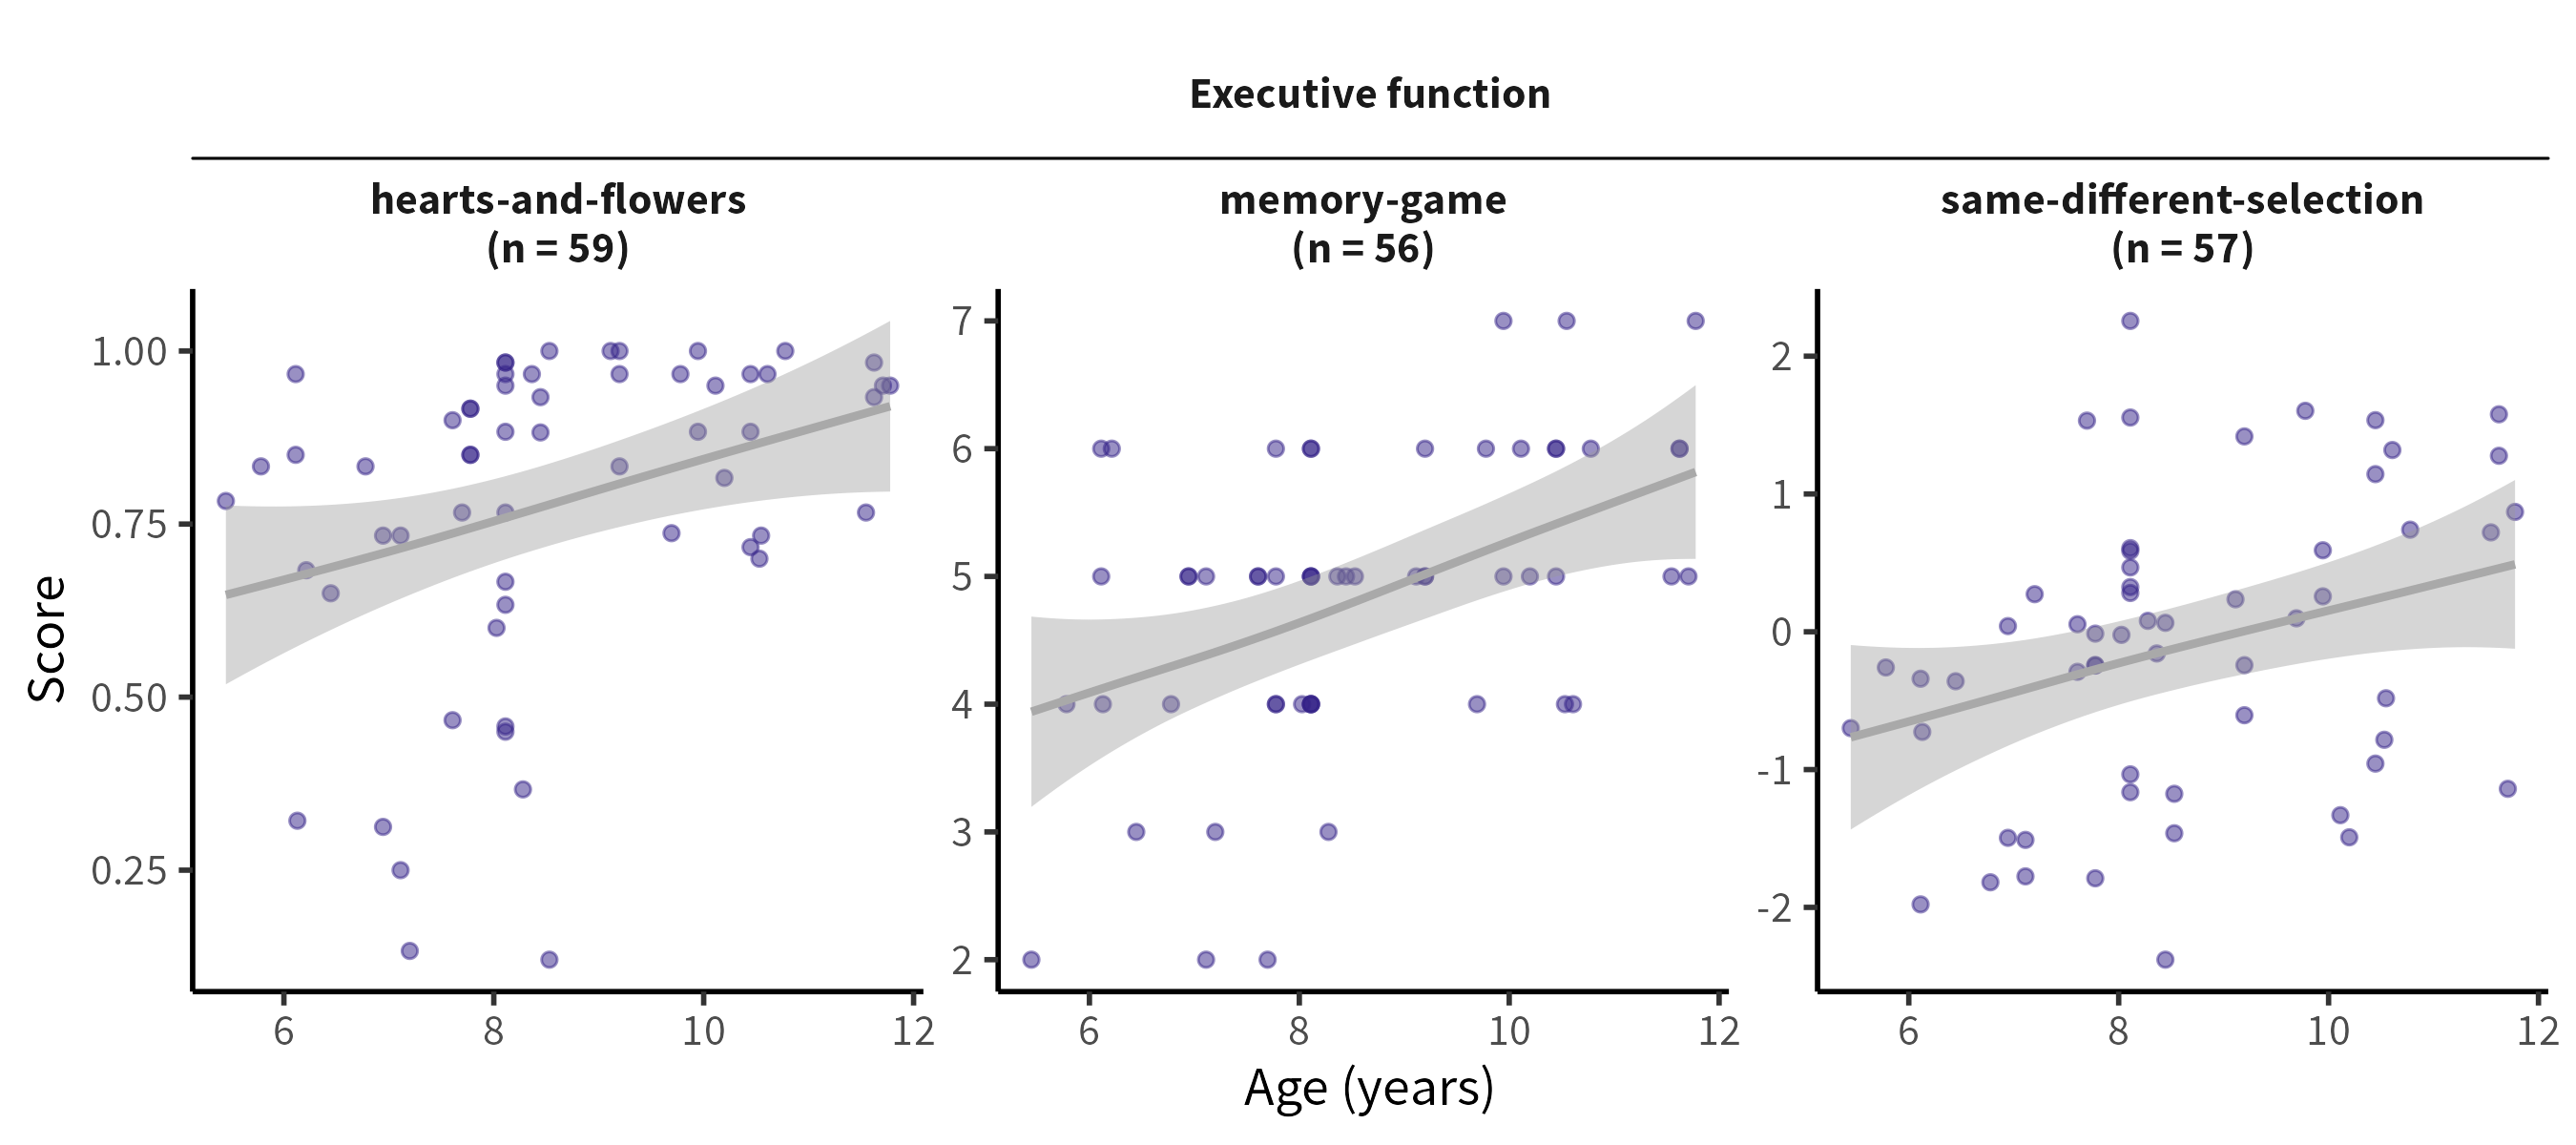 Executive function
hearts-and-flowers
(n = 59)
memory-game
(n = 56)
same-different-selection
(n = 57)
Score
1.00
0.75
0.50
0.25
6 8 10 12
7
6
5
4
3
2
6 8 10 12
2
1
0
-1
-2
6 8 10 12
Age (years)